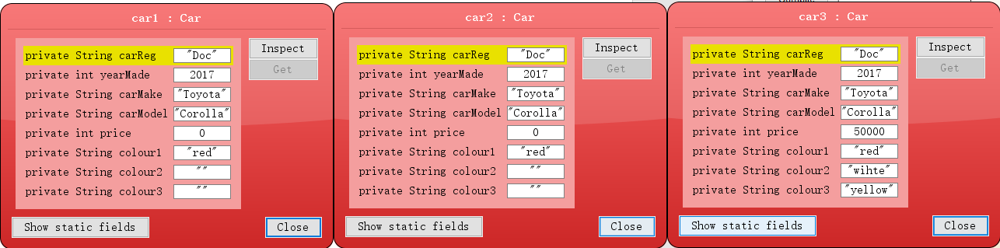 car1 : Car
private String carReg "Doc"
private int yearMade 2017
private String carMake "Toyota"
private String carModel "Corolla"
private int price 0
private String colour1 "red"
private String colour2 ""
private String colour3 ""
Inspect
Get
Show static fields
Close
car2 : Car
private String carReg "Doc"
private int yearMade 2017
private String carMake "Toyota"
private String carModel "Corolla"
private int price 0
private String colour1 "red"
private String colour2 ""
private String colour3 ""
Inspect
Get
Show static fields
Close
car3 : Car
private String carReg "Doc"
private int yearMade 2017
private String carMake "Toyota"
private String carModel "Corolla"
private int price 50000
private String colour1 "red"
private String colour2 "wihte"
private String colour3 "yellow"
Inspect
Get
Show static fields
Close